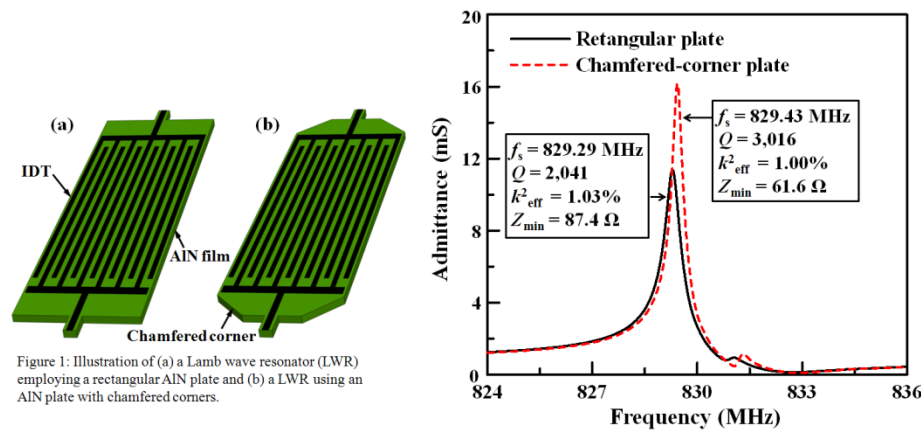 (a)
(b)
IDT
AlN film
Chamfered corner
Figure 1: Illustration of (a) a Lamb wave resonator (LWR)
employing a rectangular AlN plate and (b) a LWR using an
AlN plate with chamfered corners.
Retangular plate
Chamfered-corner plate
fs = 829.29 MHz
Q = 2,041
k²eff = 1.03%
Zmin = 87.4 Ω
fs = 829.43 MHz
Q = 3,016
k²eff = 1.00%
Zmin = 61.6 Ω
Admittance (mS)
20
16
12
8
4
0
824
827
830
833
836
Frequency (MHz)